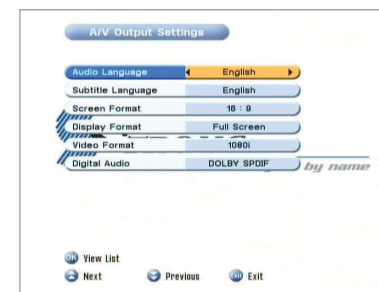 A/V Output Settings
Audio Language English
Subtitle Language English
Screen Format 16 : 9
Display Format Full Screen
Video Format 1080i
Digital Audio DOLBY SPDIF
by name
OK View List
Next Previous Exit